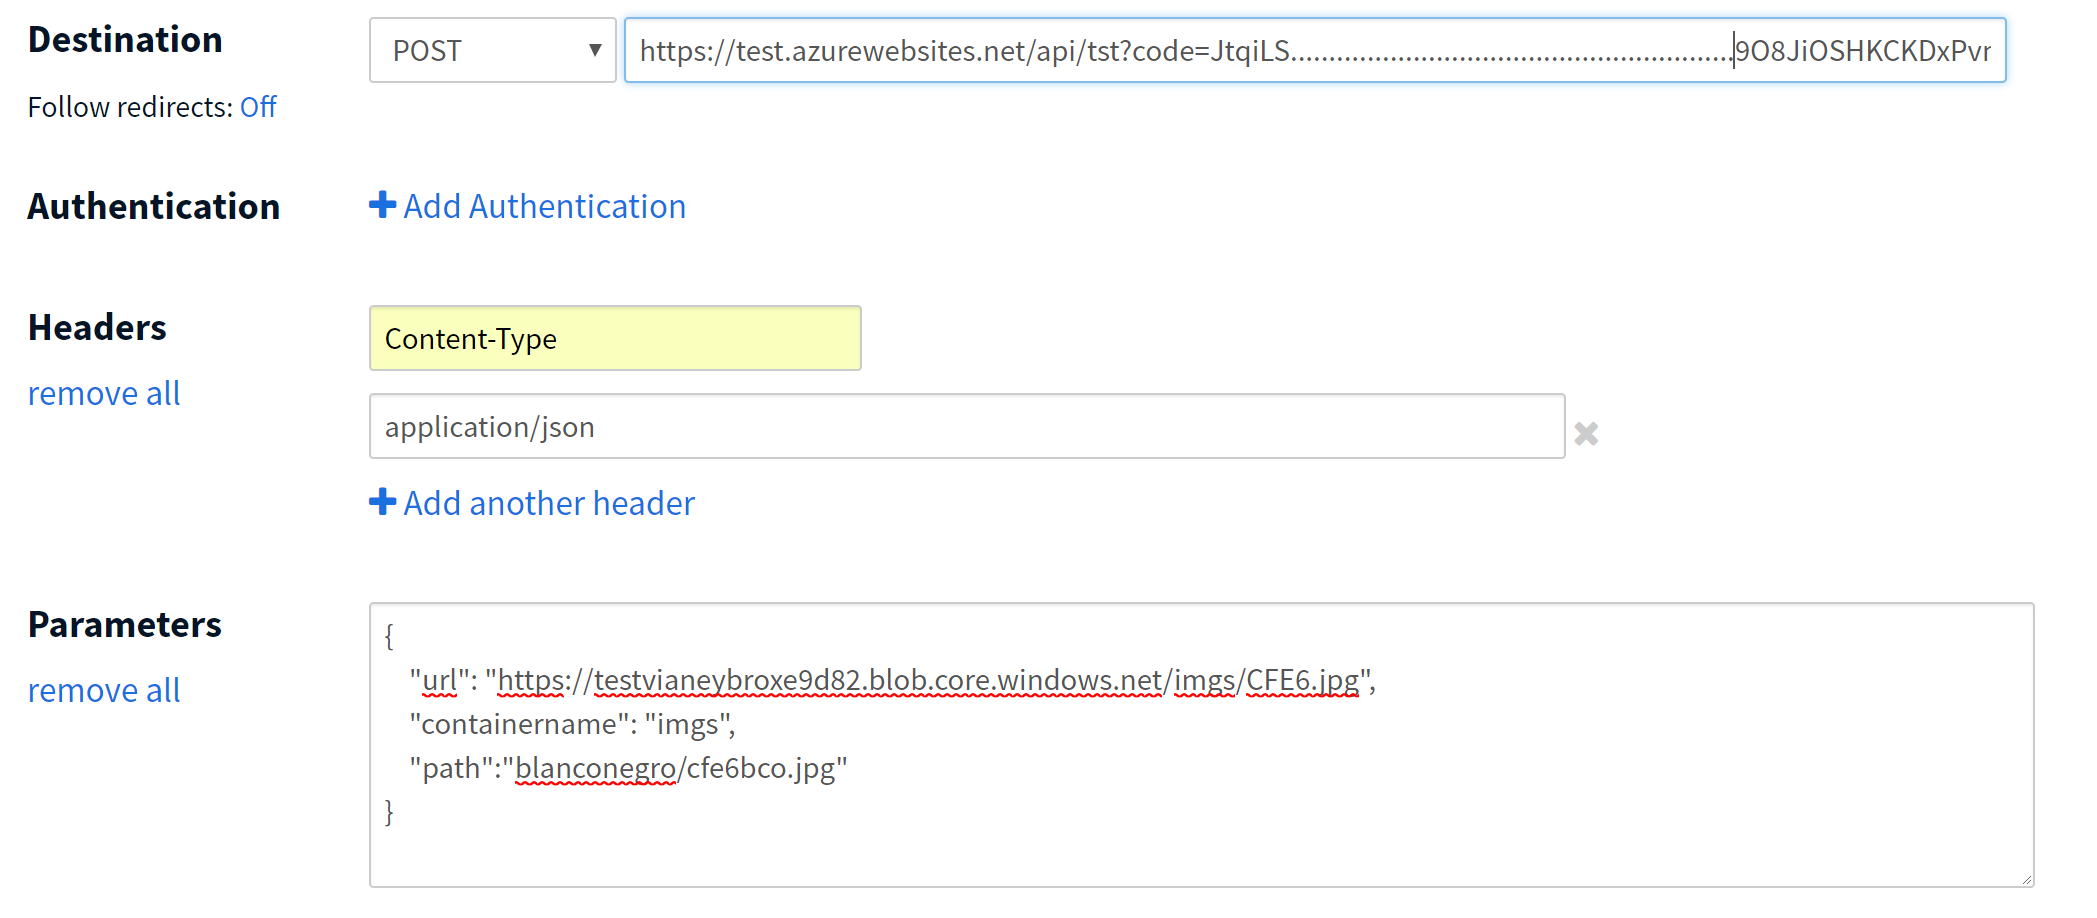 Destination
POST
https://test.azurewebsites.net/api/tst?code=JtqiLS..........................................................9O8JiOSHKCKDxPvr
Follow redirects: Off
Authentication
Add Authentication
Headers
remove all
Content-Type
application/json
Add another header
Parameters
remove all
{
"url": "https://testvianeybroxe9d82.blob.core.windows.net/imgs/CFE6.jpg",
"containername": "imgs",
"path":"blanconegro/cfe6bco.jpg"
}